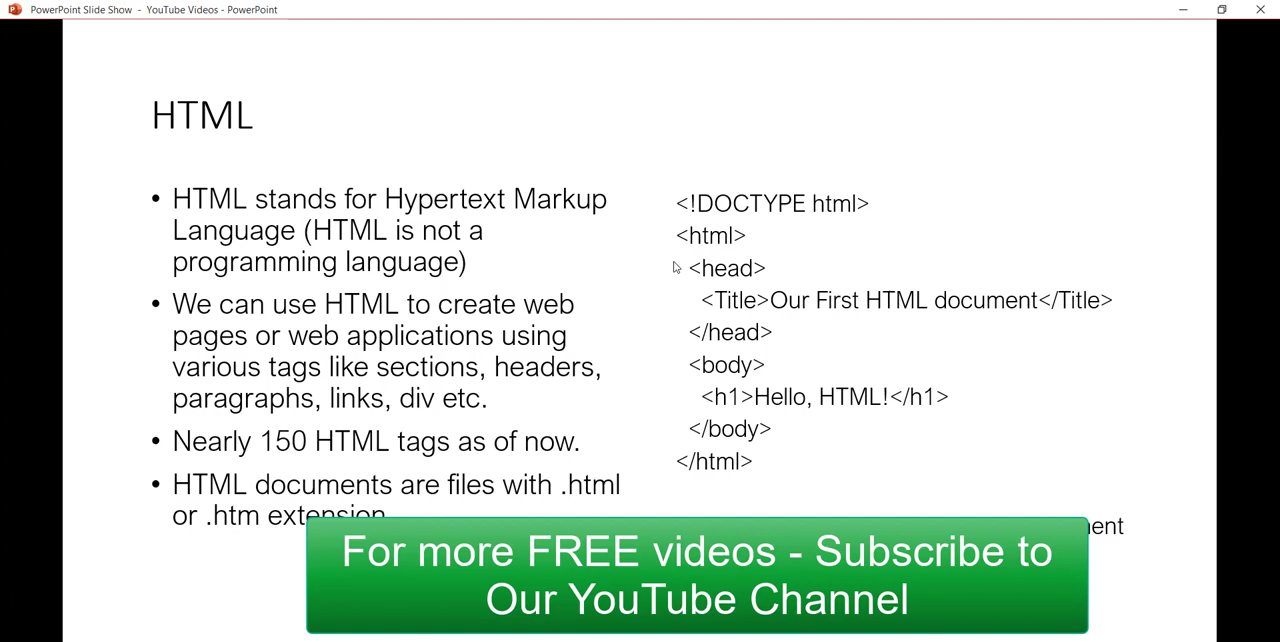 PowerPoint Slide Show - YouTube Videos - PowerPoint
HTML
• HTML stands for Hypertext Markup
Language (HTML is not a
programming language)
• We can use HTML to create web
pages or web applications using
various tags like sections, headers,
paragraphs, links, div etc.
• Nearly 150 HTML tags as of now.
• HTML documents are files with .html
or .htm extension
<!DOCTYPE html>
<html>
<head>
<Title>Our First HTML document</Title>
</head>
<body>
<h1>Hello, HTML!</h1>
</body>
</html>
For more FREE videos - Subscribe to
Our YouTube Channel